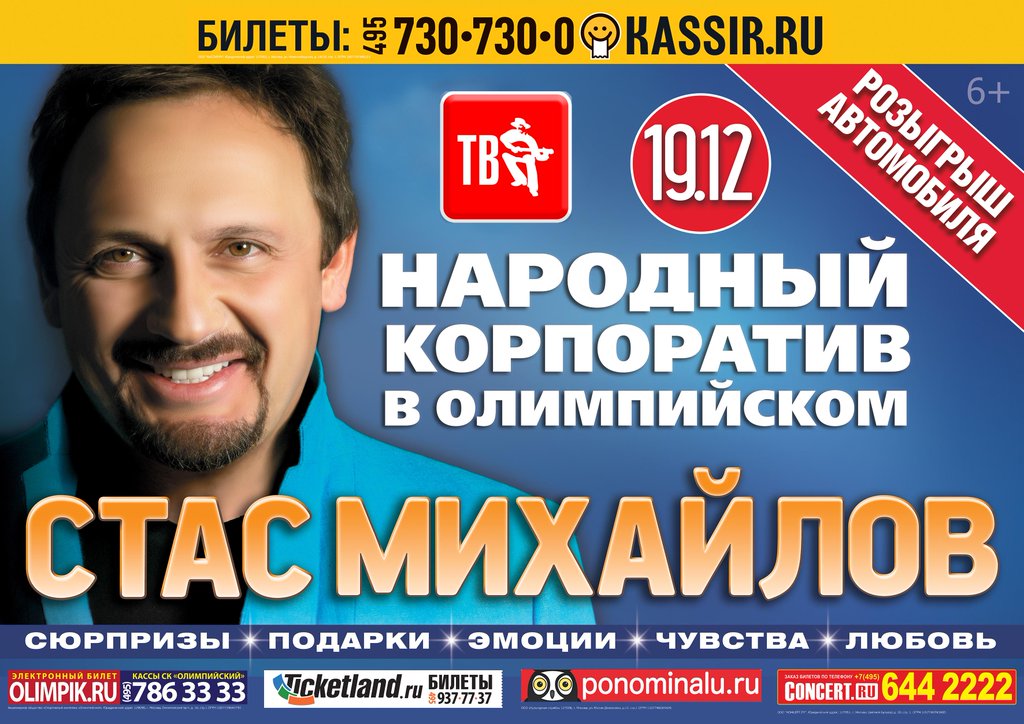 БИЛЕТЫ: 495 730•730•0 KASSIR.RU
6+
РОЗЫГРЫШ
АВТОМОБИЛЯ
ТВ
19.12
НАРОДНЫЙ
КОРПОРАТИВ
В ОЛИМПИЙСКОМ
СТАС МИХАЙЛОВ
СЮРПРИЗЫ ПОДАРКИ ЭМОЦИИ ЧУВСТВА ЛЮБОВЬ
ЭЛЕКТРОННЫЙ БИЛЕТ
OLIMPIK.RU
КАССЫ СК «ОЛИМПИЙСКИЙ»
(495) 786 33 33
Ticketland.ru
БИЛЕТЫ
495 937-77-37
ponominalu.ru
ЗАКАЗ БИЛЕТОВ ПО ТЕЛЕФОНУ +7(495)
CONCERT.RU 644 2222